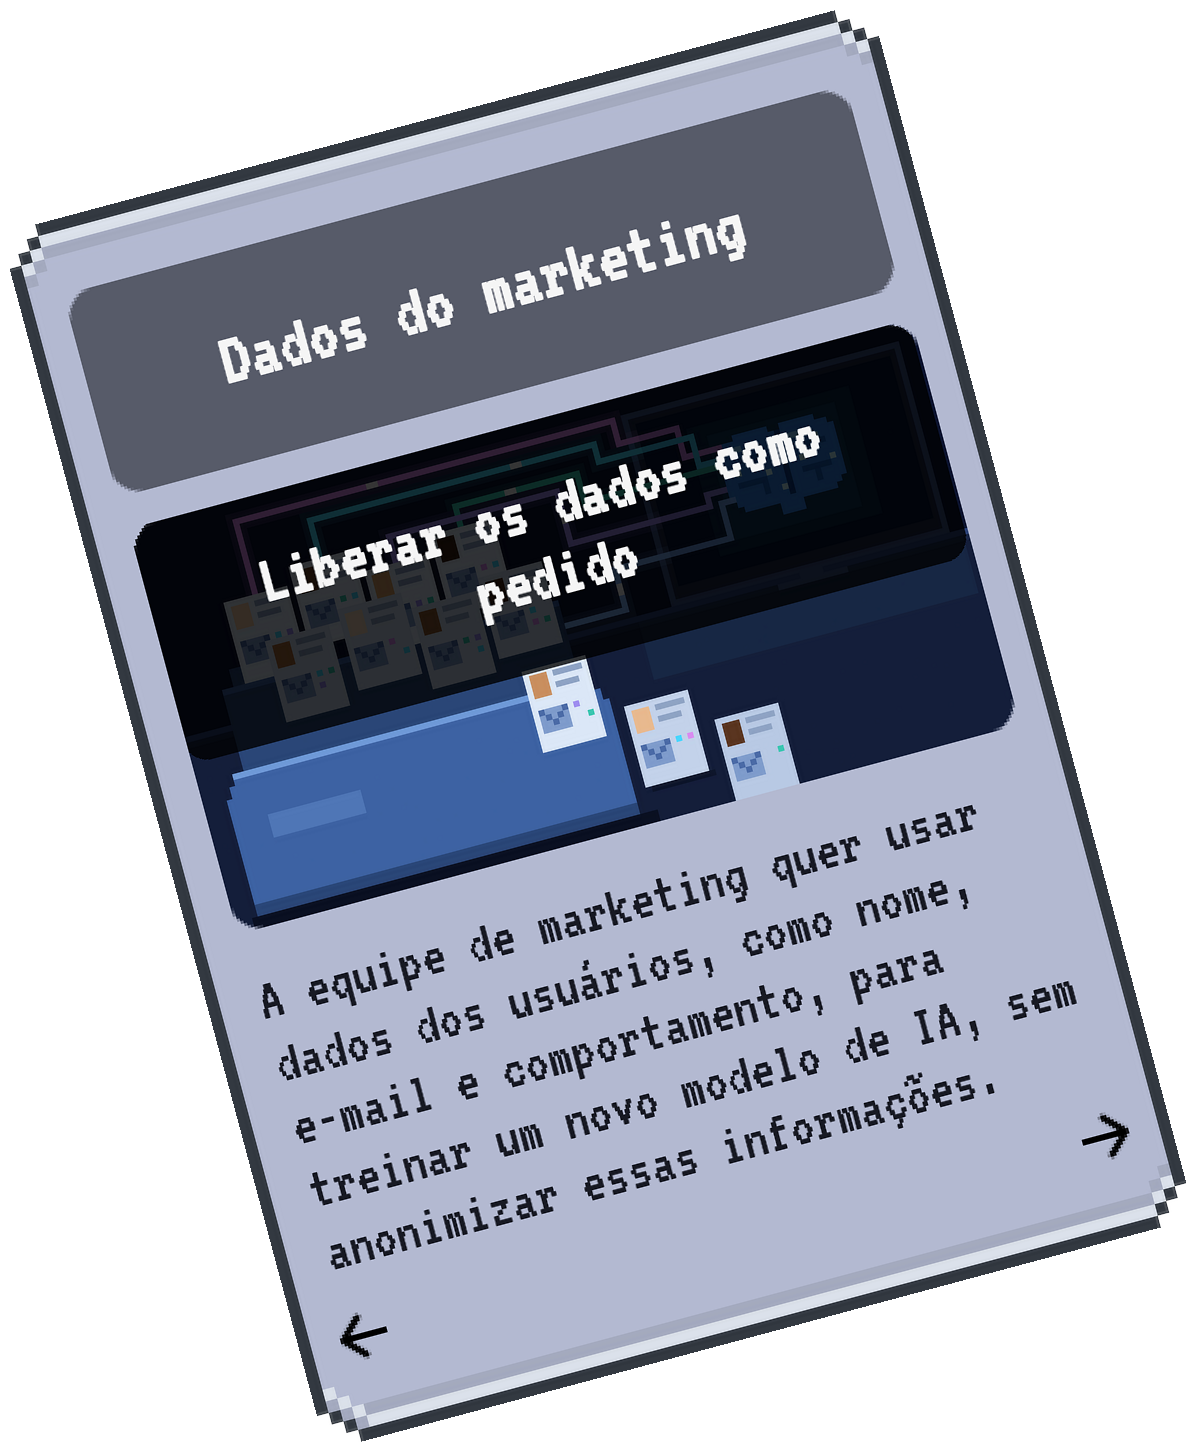 Dados do marketing
Liberar os dados como
pedido
A equipe de marketing quer usar
dados dos usuários, como nome,
e-mail e comportamento, para
treinar um novo modelo de IA, sem
anonimizar essas informações.